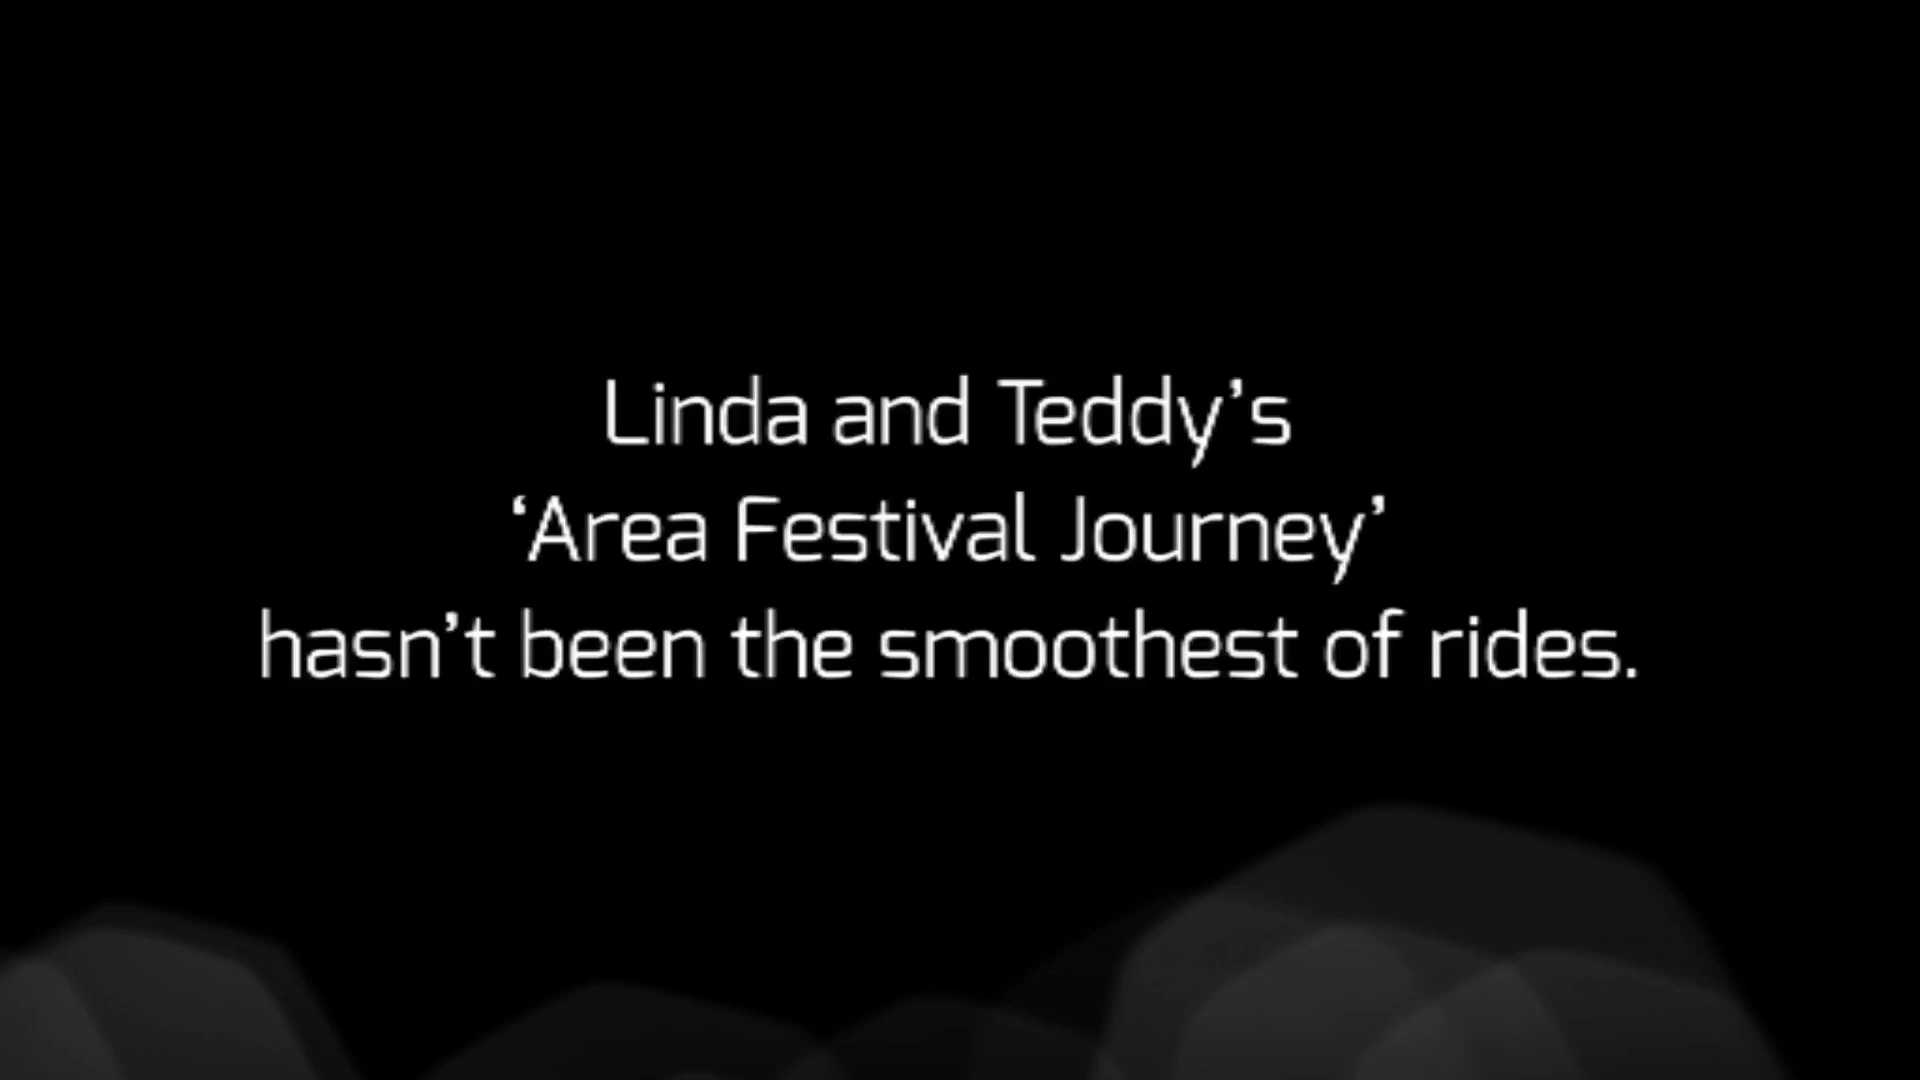 Linda and Teddy’s
‘Area Festival Journey’
hasn’t been the smoothest of rides.